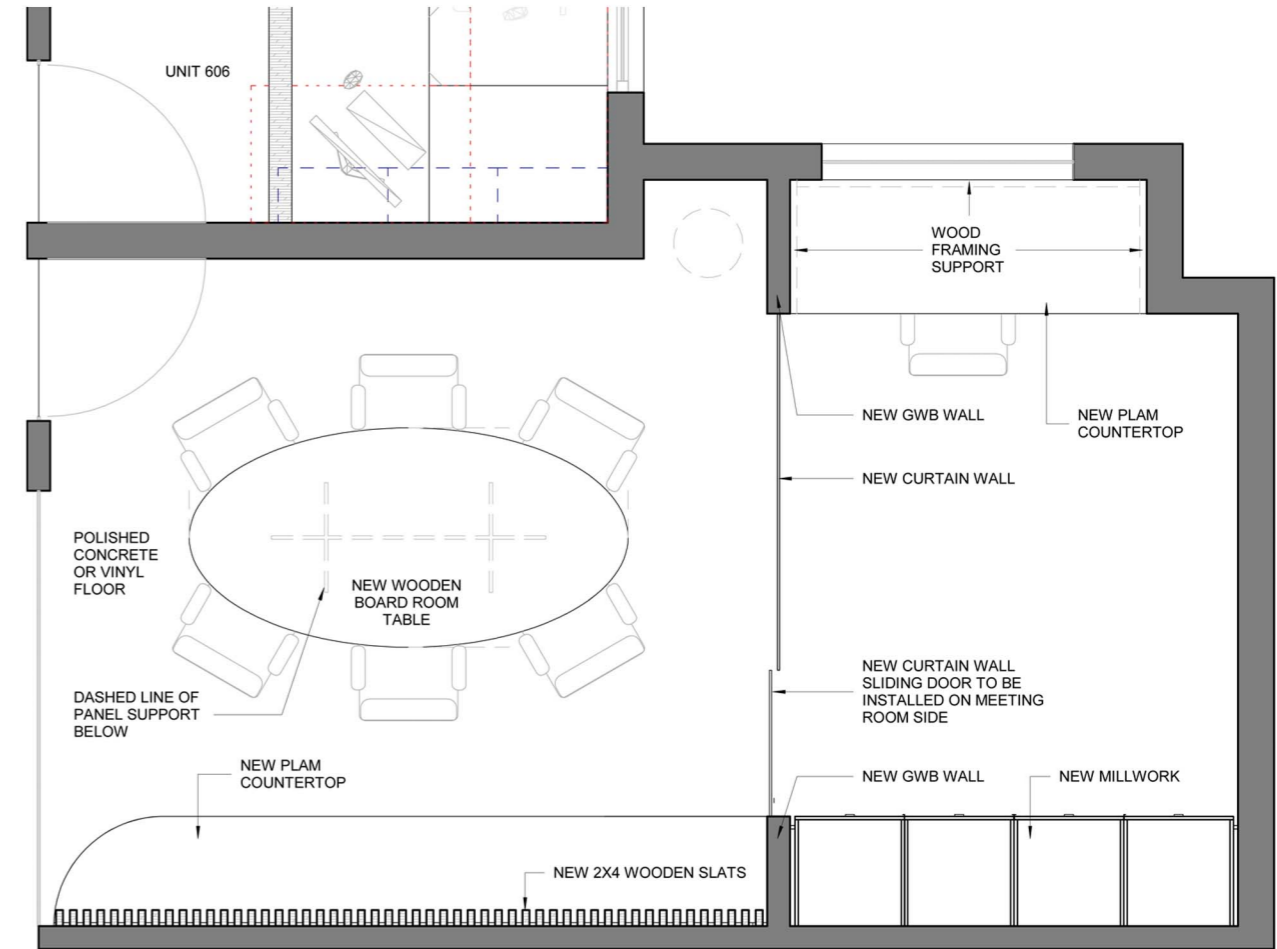 UNIT 606
WOOD
FRAMING
SUPPORT
NEW GWB WALL
NEW PLAM
COUNTERTOP
NEW CURTAIN WALL
POLISHED
CONCRETE
OR VINYL
FLOOR
NEW WOODEN
BOARD ROOM
TABLE
DASHED LINE OF
PANEL SUPPORT
BELOW
NEW CURTAIN WALL
SLIDING DOOR TO BE
INSTALLED ON MEETING
ROOM SIDE
NEW PLAM
COUNTERTOP
NEW GWB WALL
NEW MILLWORK
NEW 2X4 WOODEN SLATS